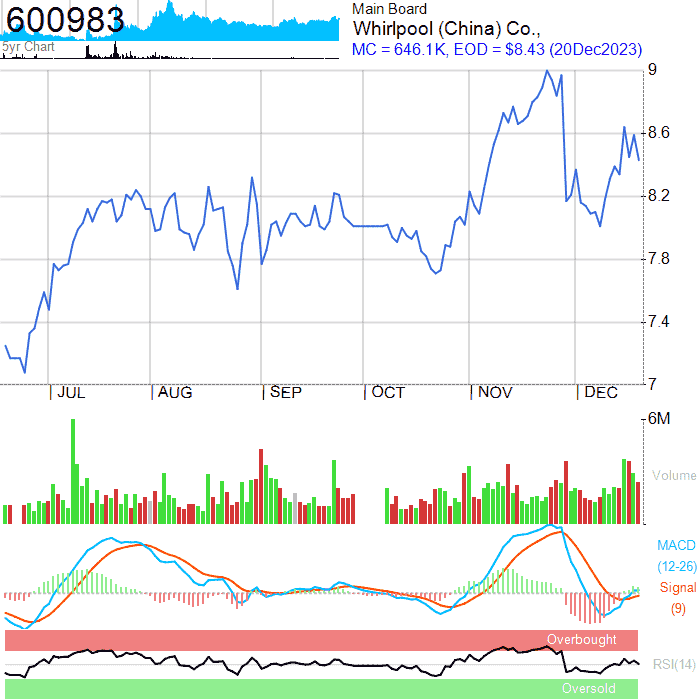 600983
5yr Chart
Main Board
Whirlpool (China) Co.,
MC = 646.1K, EOD = $8.43 (20Dec2023)
9
8.6
8.2
7.8
7.4
7
JUL AUG SEP OCT NOV DEC
6M
Volume
MACD
(12-26)
Signal
(9)
Overbought
RSI(14)
Oversold